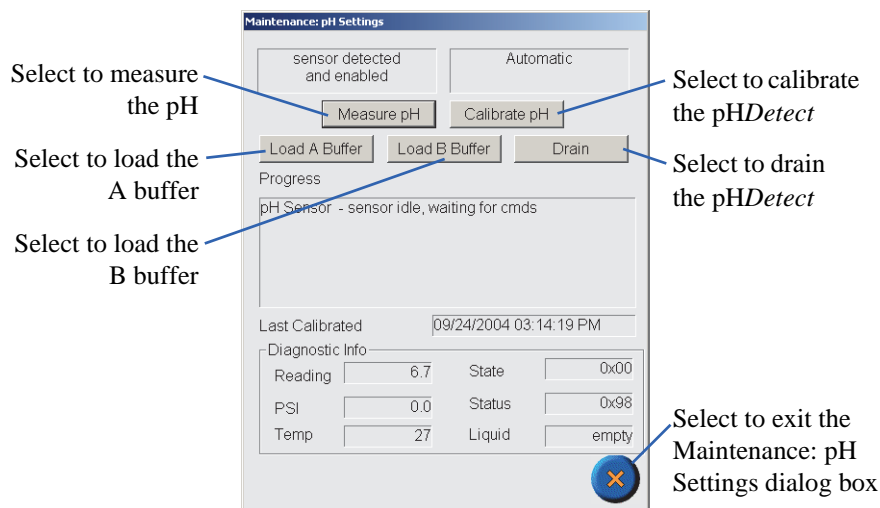 Maintenance: pH Settings
sensor detected
and enabled
Automatic
Select to measure
the pH
Measure pH
Calibrate pH
Select to calibrate
the pHDetect
Load A Buffer
Load B Buffer
Drain
Select to load the
A buffer
Select to drain
the pHDetect
Progress
pH Sensor - sensor idle, waiting for cmds
Select to load the
B buffer
Last Calibrated
09/24/2004 03:14:19 PM
Diagnostic Info
Reading 6.7 State 0x00
PSI 0.0 Status 0x98
Temp 27 Liquid empty
Select to exit the
Maintenance: pH
Settings dialog box